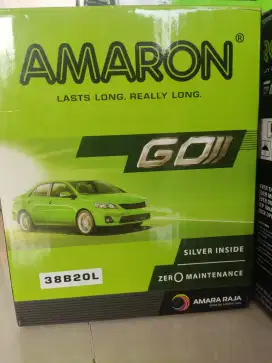 AMARON®
LASTS LONG. REALLY LONG.
GO
SILVER INSIDE
38B20L
ZERO MAINTENANCE
AMARA RAJA